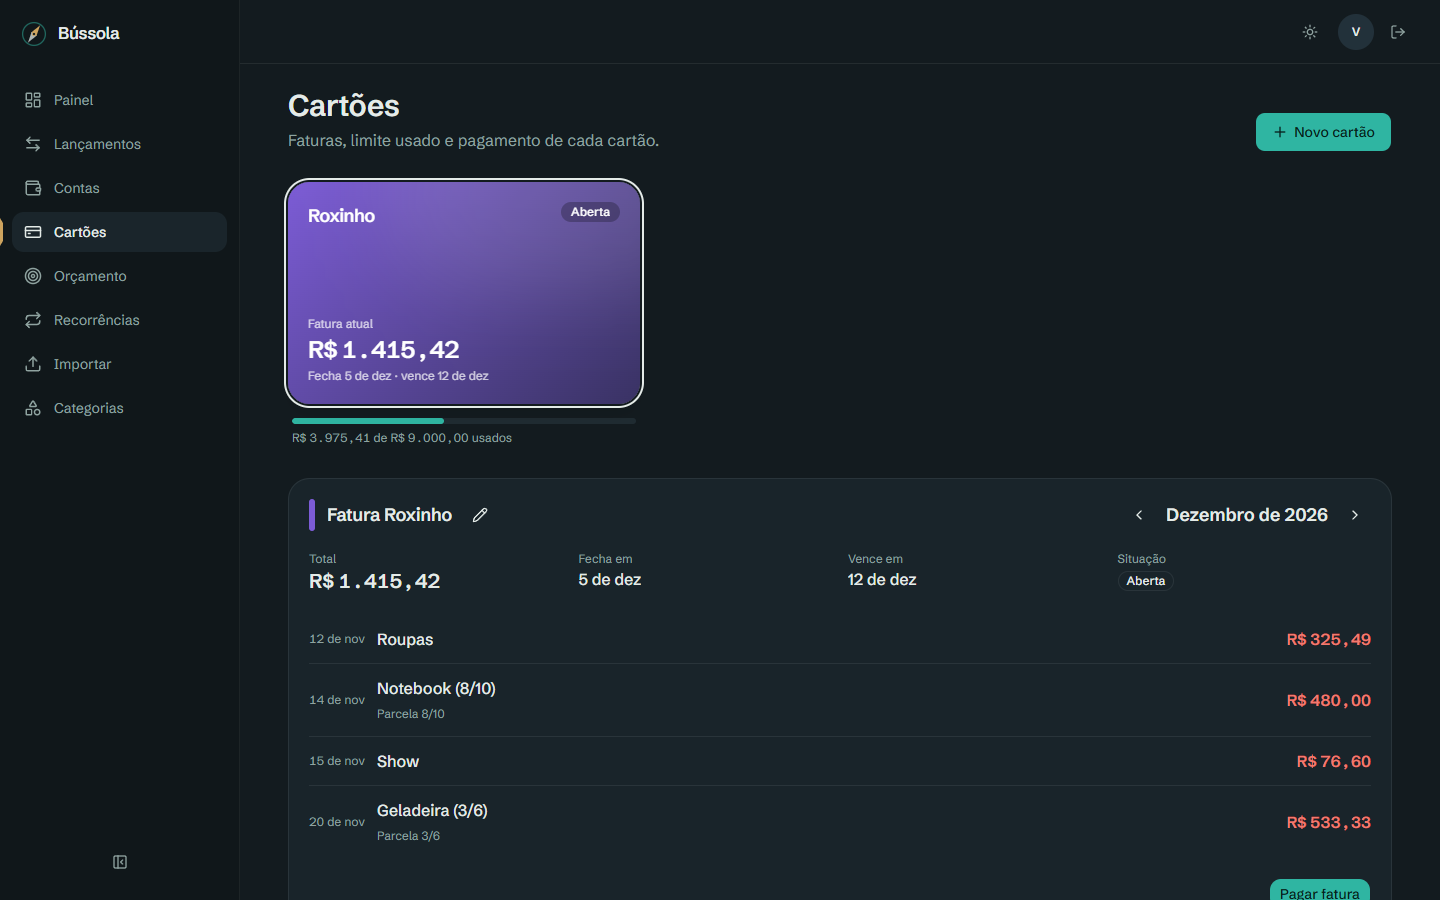 Bússola
V
Painel
Lançamentos
Contas
Cartões
Orçamento
Recorrências
Importar
Categorias
Cartões
Faturas, limite usado e pagamento de cada cartão.
Novo cartão
Roxinho
Aberta
Fatura atual
R$ 1.415,42
Fecha 5 de dez · vence 12 de dez
R$ 3.975,41 de R$ 9.000,00 usados
Fatura Roxinho
Dezembro de 2026
Total
R$ 1.415,42
Fecha em
5 de dez
Vence em
12 de dez
Situação
Aberta
12 de nov Roupas R$ 325,49
14 de nov Notebook (8/10) R$ 480,00
Parcela 8/10
15 de nov Show R$ 76,60
20 de nov Geladeira (3/6) R$ 533,33
Parcela 3/6
Pagar fatura